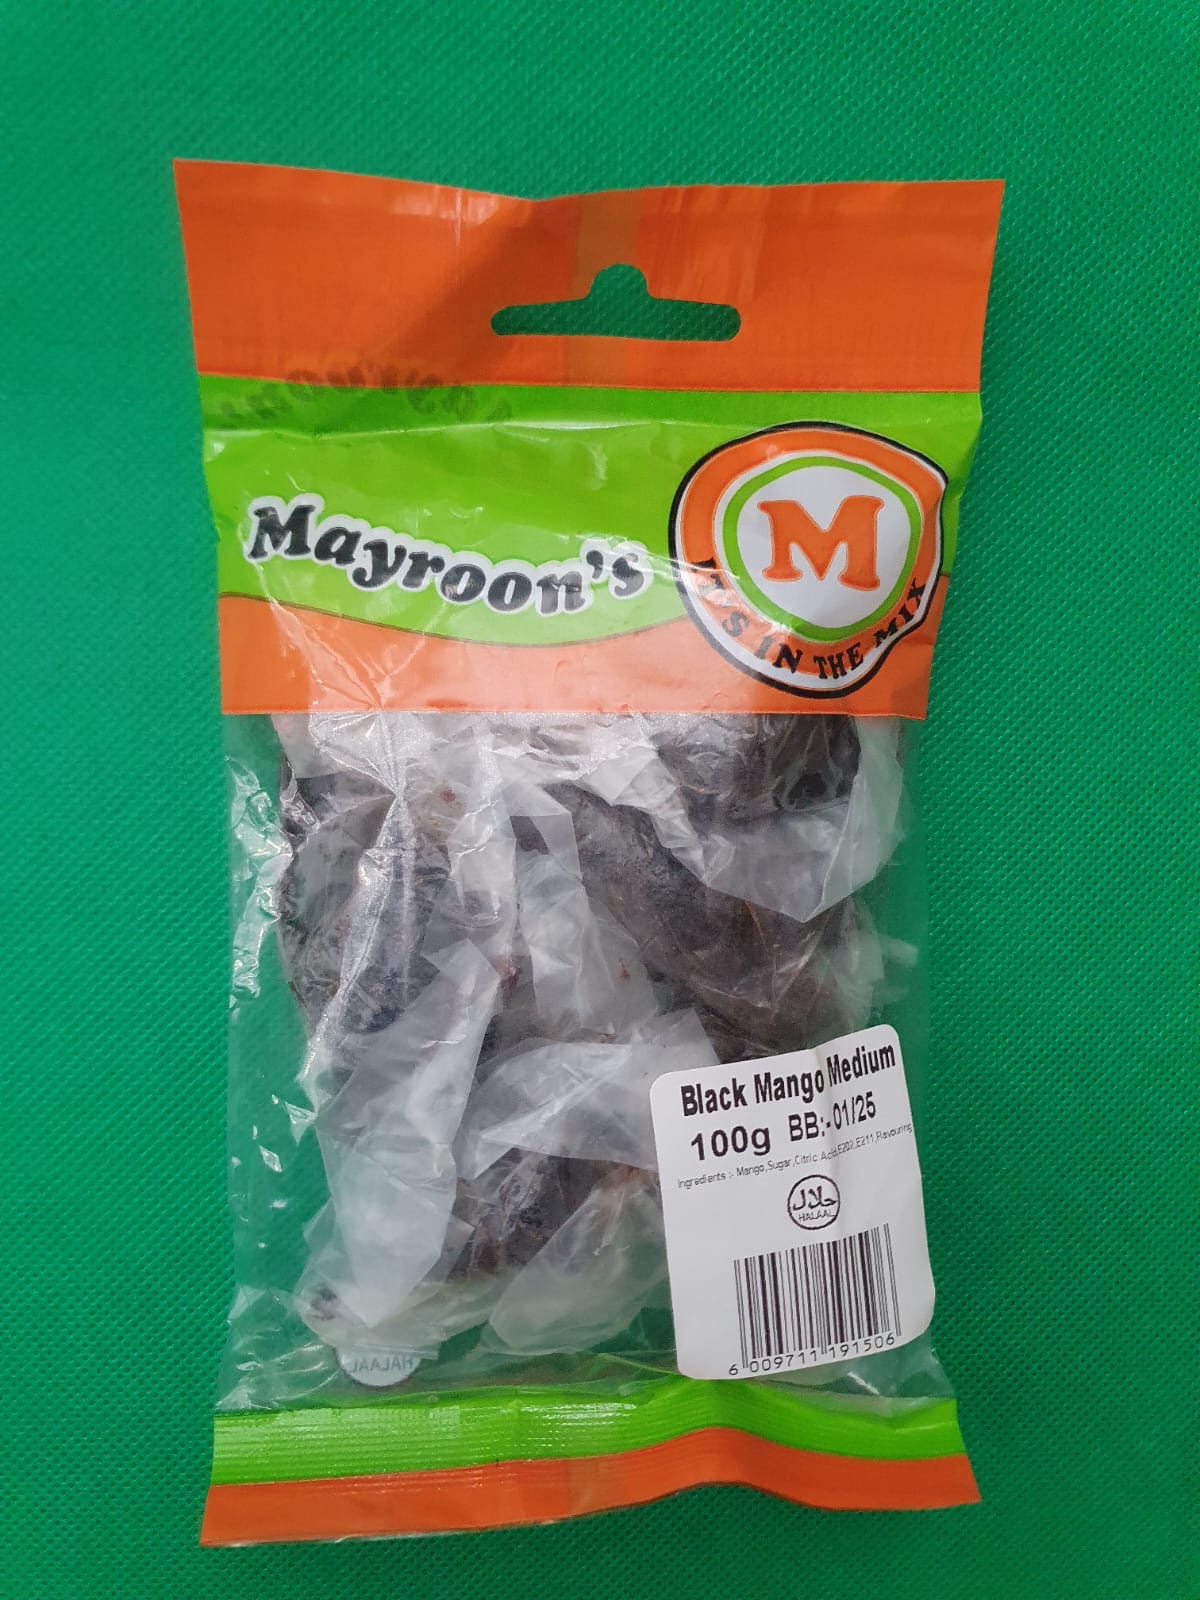 Mayroon's
M
IT'S IN THE MIX
Black Mango Medium
100g BB:-01/25
Ingredients :- Mango,Sugar,Citric Acid,E202,E211,Flavouring
حلال
HALAAL
6 009711 191506
HALAAL